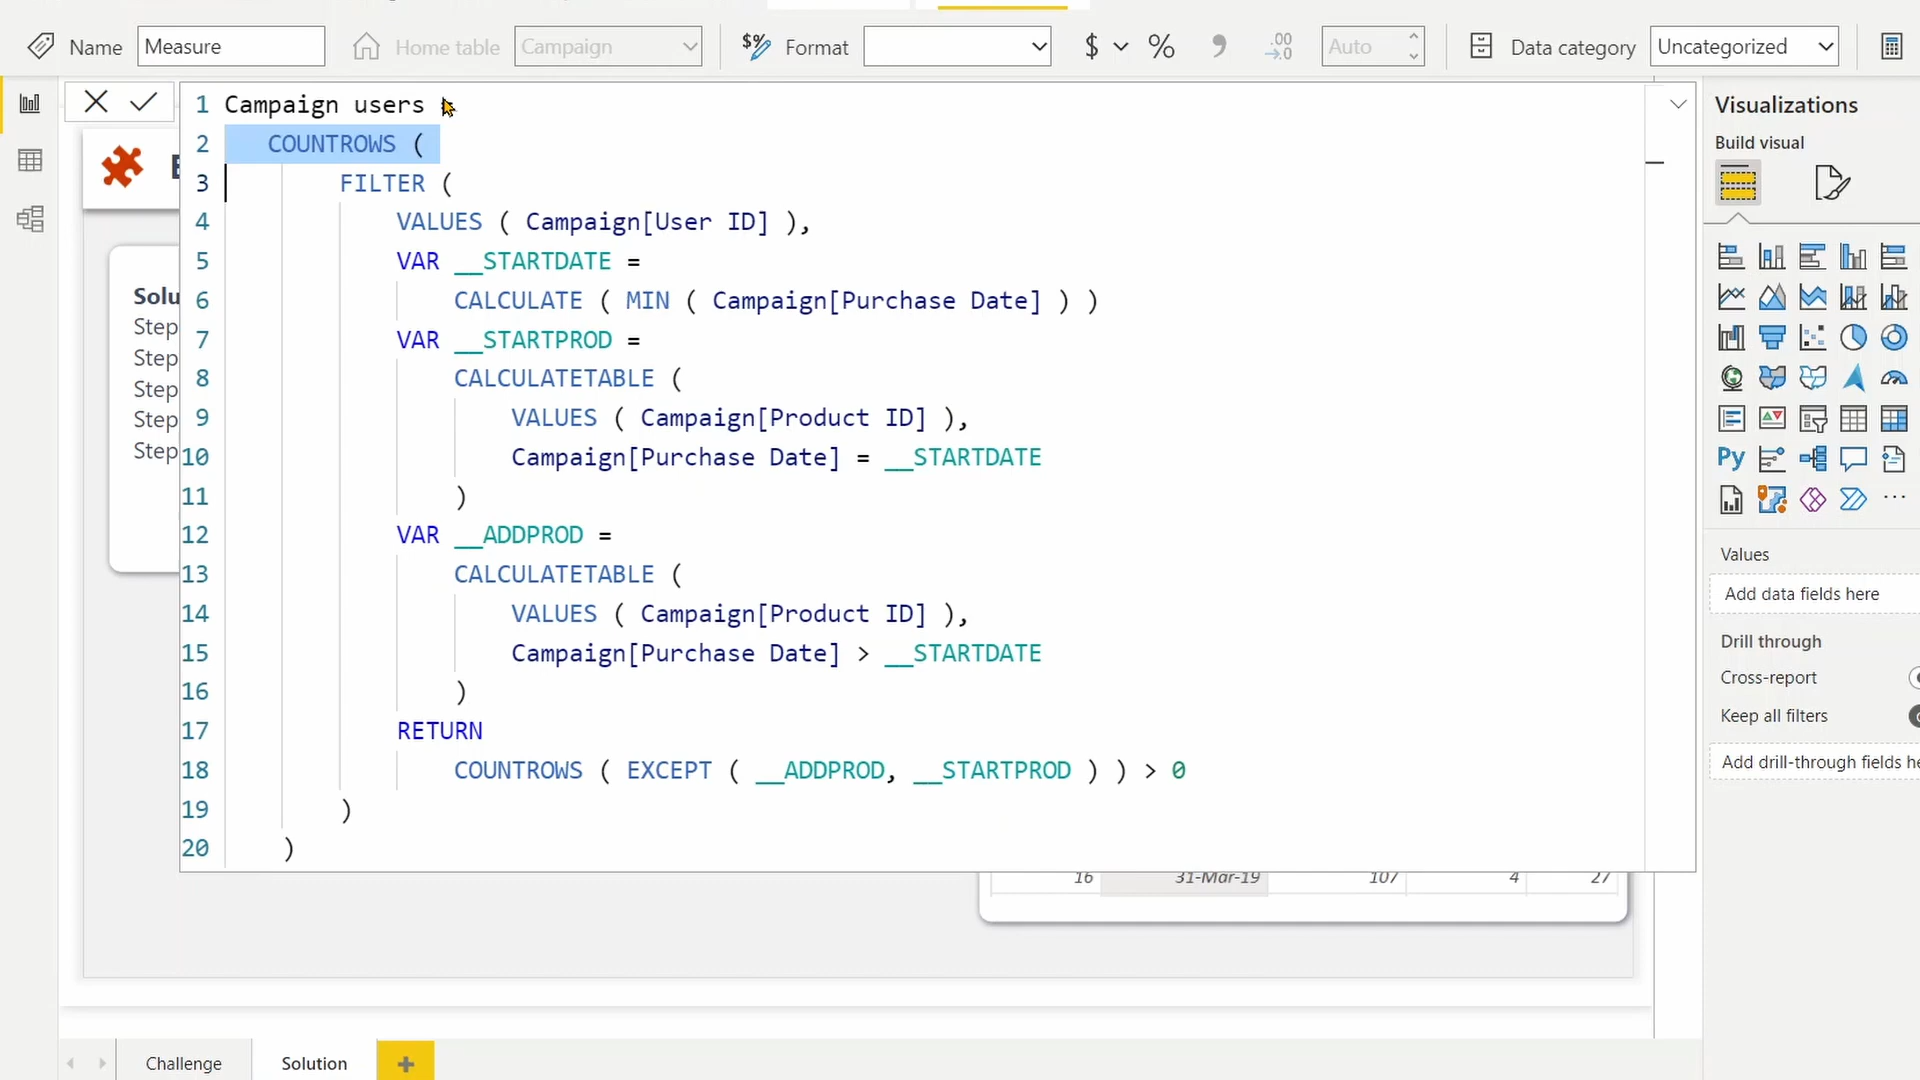 Name Measure Home table Campaign Format $ % Auto Data category Uncategorized
1 Campaign users
2 COUNTROWS (
3 FILTER (
4 VALUES ( Campaign[User ID] ),
5 VAR __STARTDATE =
6 CALCULATE ( MIN ( Campaign[Purchase Date] ) )
7 VAR __STARTPROD =
8 CALCULATETABLE (
9 VALUES ( Campaign[Product ID] ),
10 Campaign[Purchase Date] = __STARTDATE
11 )
12 VAR __ADDPROD =
13 CALCULATETABLE (
14 VALUES ( Campaign[Product ID] ),
15 Campaign[Purchase Date] > __STARTDATE
16 )
17 RETURN
18 COUNTROWS ( EXCEPT ( __ADDPROD, __STARTPROD ) ) > 0
19 )
20 )
Solu
Step
Step
Step
Step
Step
16 31-Mar-19 107 4 27
Visualizations
Build visual
Py
Values
Add data fields here
Drill through
Cross-report
Keep all filters
Add drill-through fields he
Challenge Solution